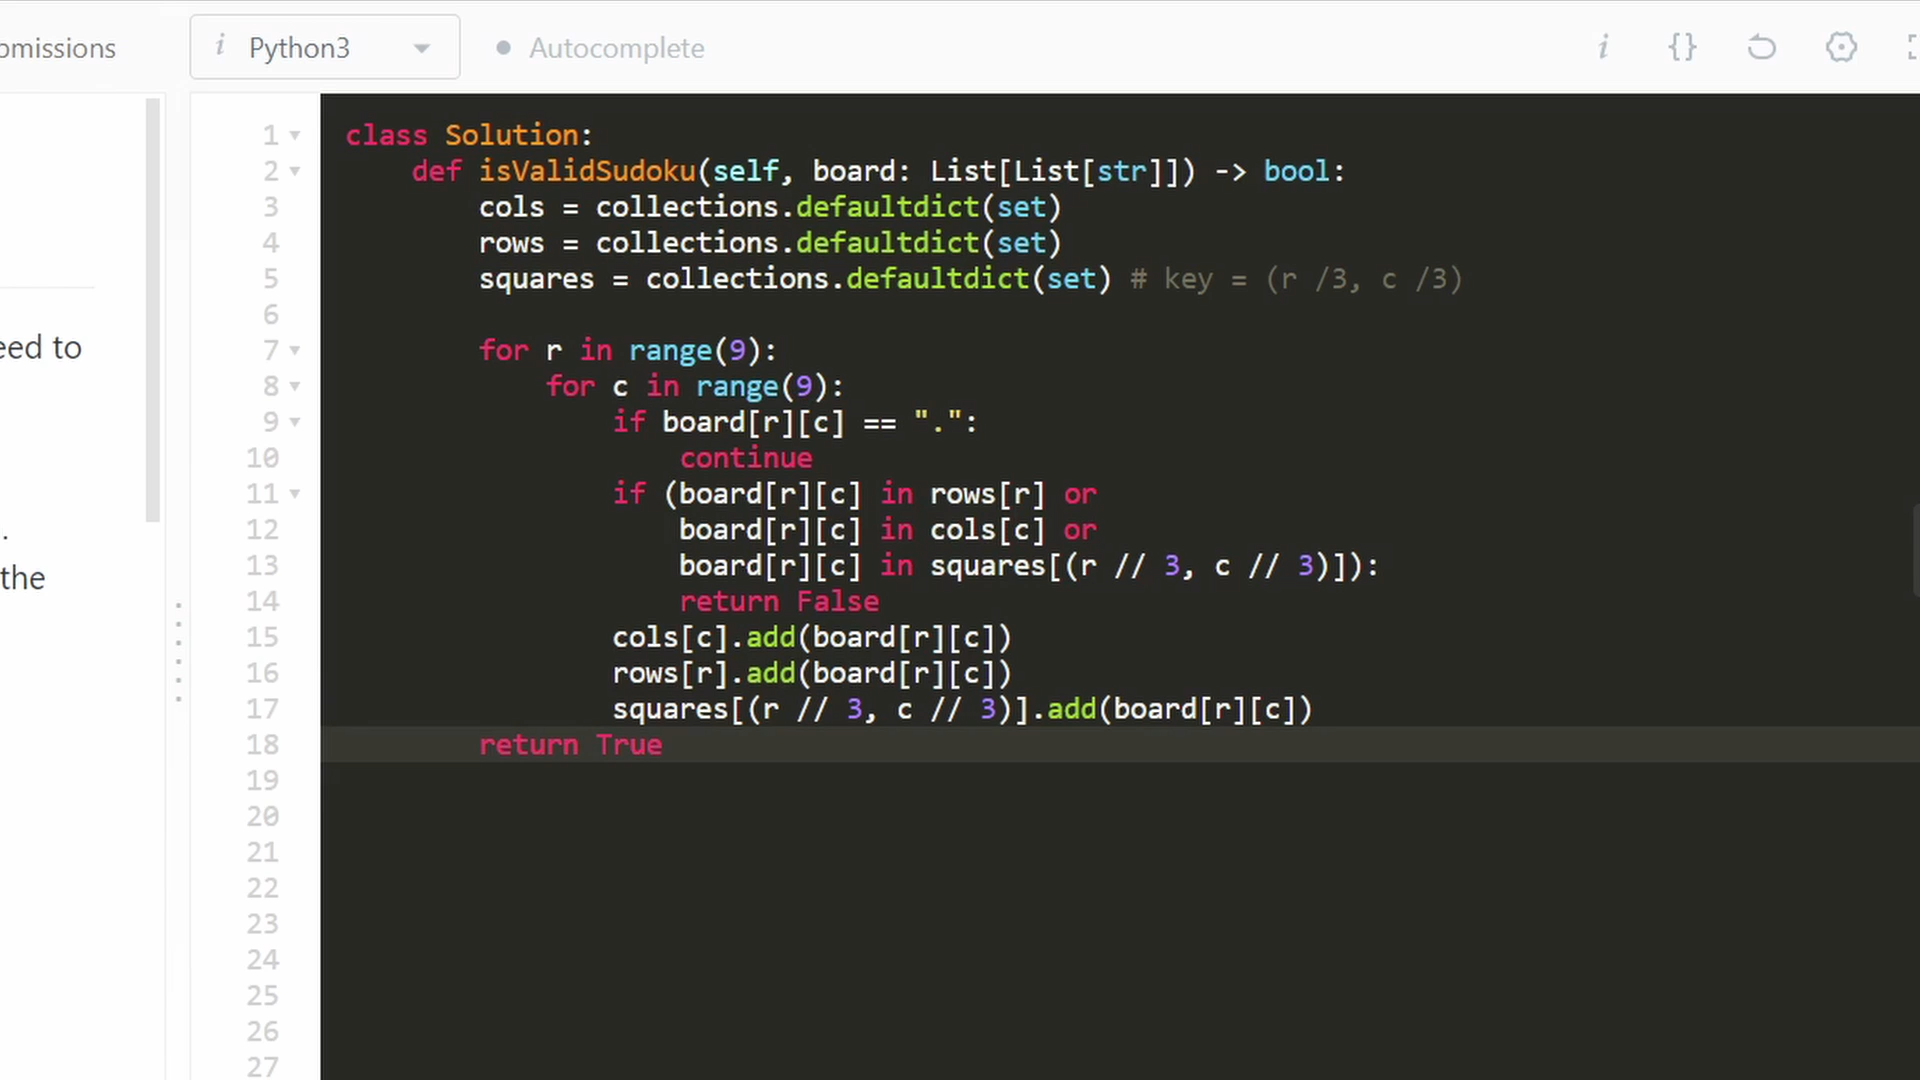 bmissions
i Python3
Autocomplete
i {}
eed to
.
the
1 class Solution:
2 def isValidSudoku(self, board: List[List[str]]) -> bool:
3 cols = collections.defaultdict(set)
4 rows = collections.defaultdict(set)
5 squares = collections.defaultdict(set) # key = (r /3, c /3)
6
7 for r in range(9):
8 for c in range(9):
9 if board[r][c] == ".":
10 continue
11 if (board[r][c] in rows[r] or
12 board[r][c] in cols[c] or
13 board[r][c] in squares[(r // 3, c // 3)]):
14 return False
15 cols[c].add(board[r][c])
16 rows[r].add(board[r][c])
17 squares[(r // 3, c // 3)].add(board[r][c])
18 return True
19
20
21
22
23
24
25
26
27